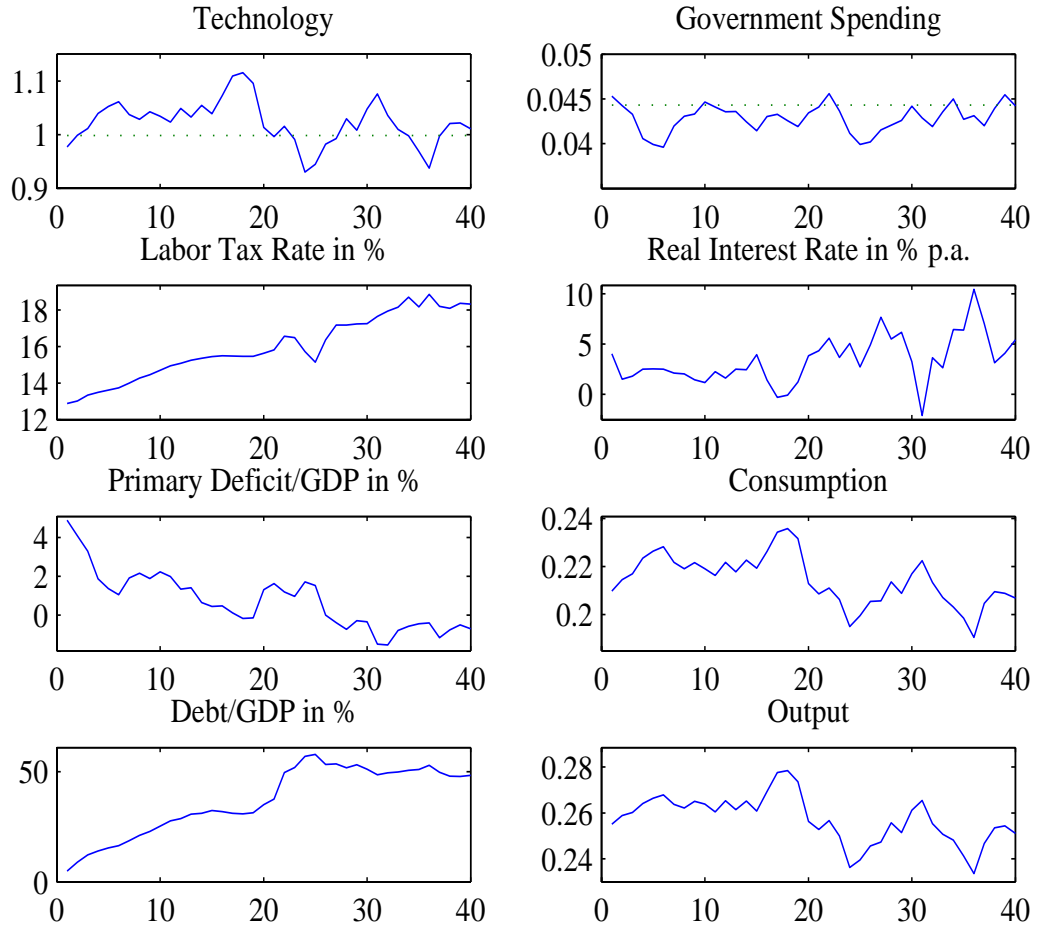 Technology
1.1
1
0.9
0 10 20 30 40
Government Spending
0.05
0.045
0.04
0 10 20 30 40
Labor Tax Rate in %
18
16
14
12
0 10 20 30 40
Real Interest Rate in % p.a.
10
5
0
0 10 20 30 40
Primary Deficit/GDP in %
4
2
0
0 10 20 30 40
Consumption
0.24
0.22
0.2
0 10 20 30 40
Debt/GDP in %
50
0
0 10 20 30 40
Output
0.28
0.26
0.24
0 10 20 30 40